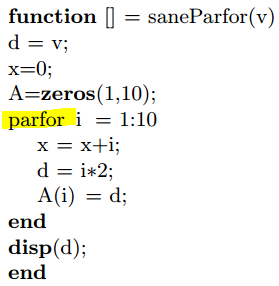 function [] = saneParfor(v)
d = v;
x=0;
A=zeros(1,10);
parfor i = 1:10
x = x+i;
d = i*2;
A(i) = d;
end
disp(d);
end